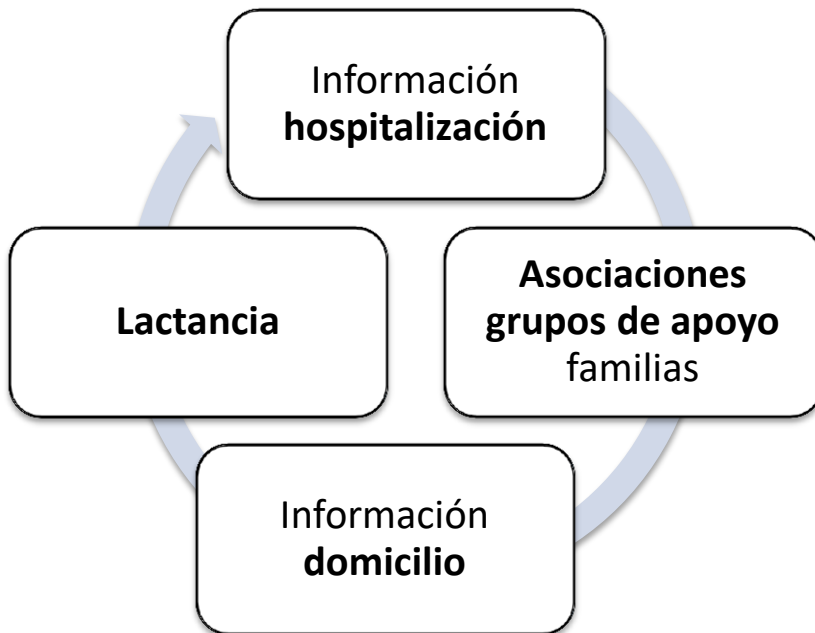 Información
hospitalización
Asociaciones
grupos de apoyo
familias
Información
domicilio
Lactancia